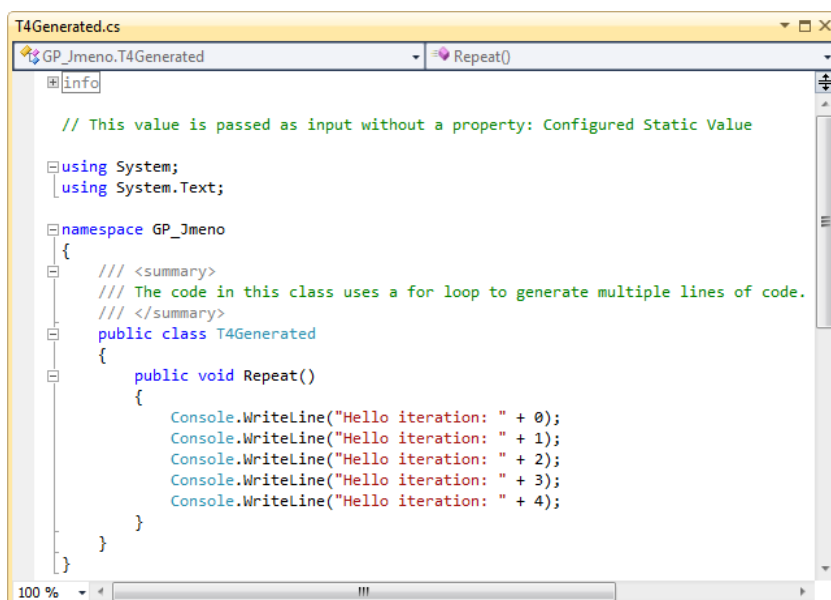 T4Generated.cs
GP_Jmeno.T4Generated
Repeat()
info
// This value is passed as input without a property: Configured Static Value
using System;
using System.Text;
namespace GP_Jmeno
{
/// <summary>
/// The code in this class uses a for loop to generate multiple lines of code.
/// </summary>
public class T4Generated
{
public void Repeat()
{
Console.WriteLine("Hello iteration: " + 0);
Console.WriteLine("Hello iteration: " + 1);
Console.WriteLine("Hello iteration: " + 2);
Console.WriteLine("Hello iteration: " + 3);
Console.WriteLine("Hello iteration: " + 4);
}
}
}
100 %